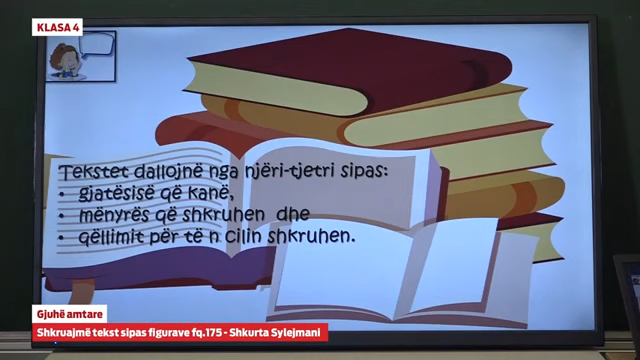 KLASA 4
Tekstet dallojnë nga njëri-tjetri sipas:
• gjatësisë që kanë,
• mënyrës që shkruhen dhe
• qëllimit për të n cilin shkruhen.
Gjuhë amtare
Shkruajmë tekst sipas figurave fq.175 - Shkurta Sylejmani